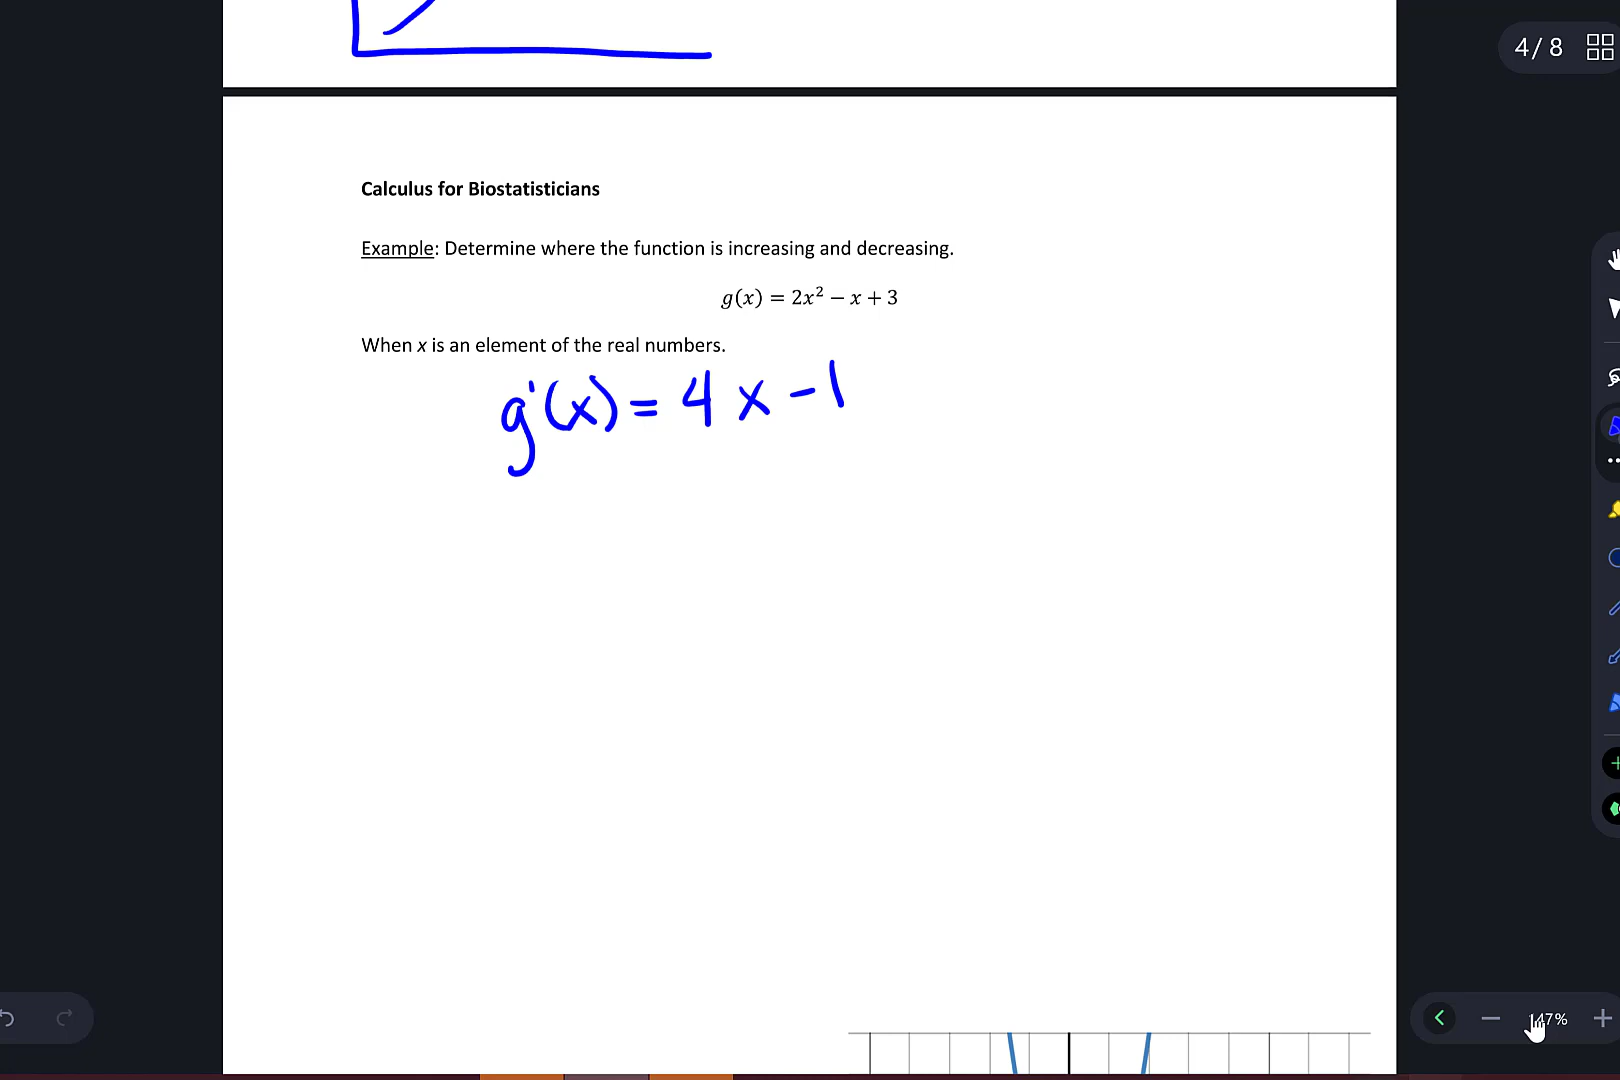 4/ 8
Calculus for Biostatisticians
Example: Determine where the function is increasing and decreasing.
g(x) = 2x² − x + 3
When x is an element of the real numbers.
g'(x) = 4x − 1
147%